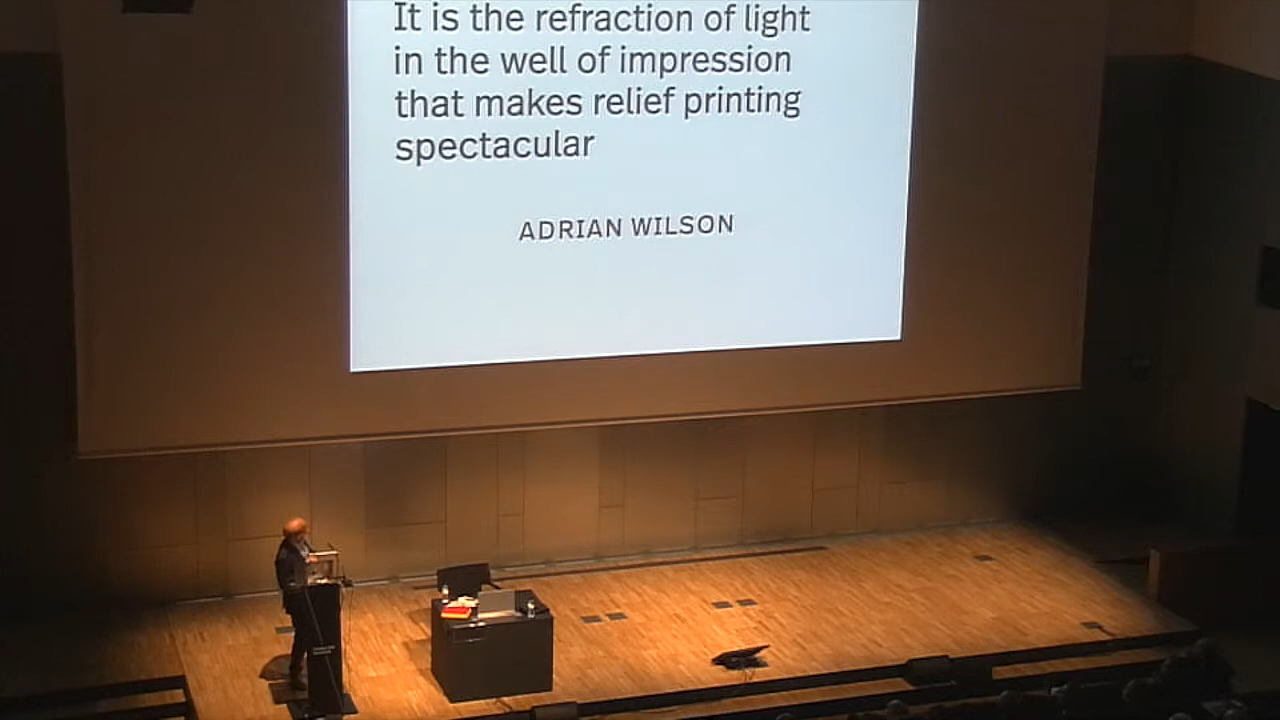 It is the refraction of light
in the well of impression
that makes relief printing
spectacular
ADRIAN WILSON